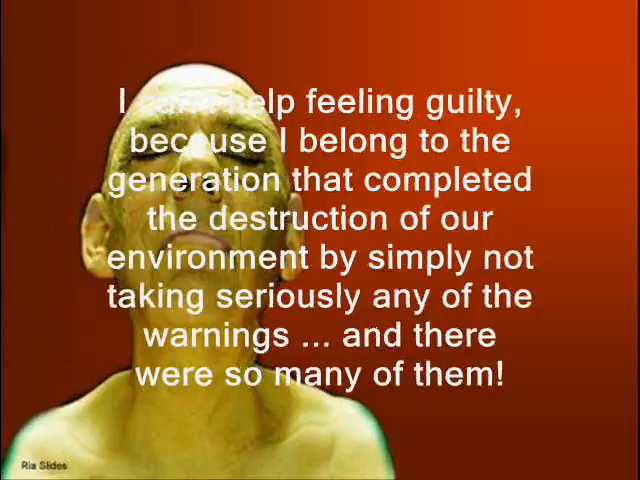 I can't help feeling guilty,
because I belong to the
generation that completed
the destruction of our
environment by simply not
taking seriously any of the
warnings ... and there
were so many of them!
Ria Slides